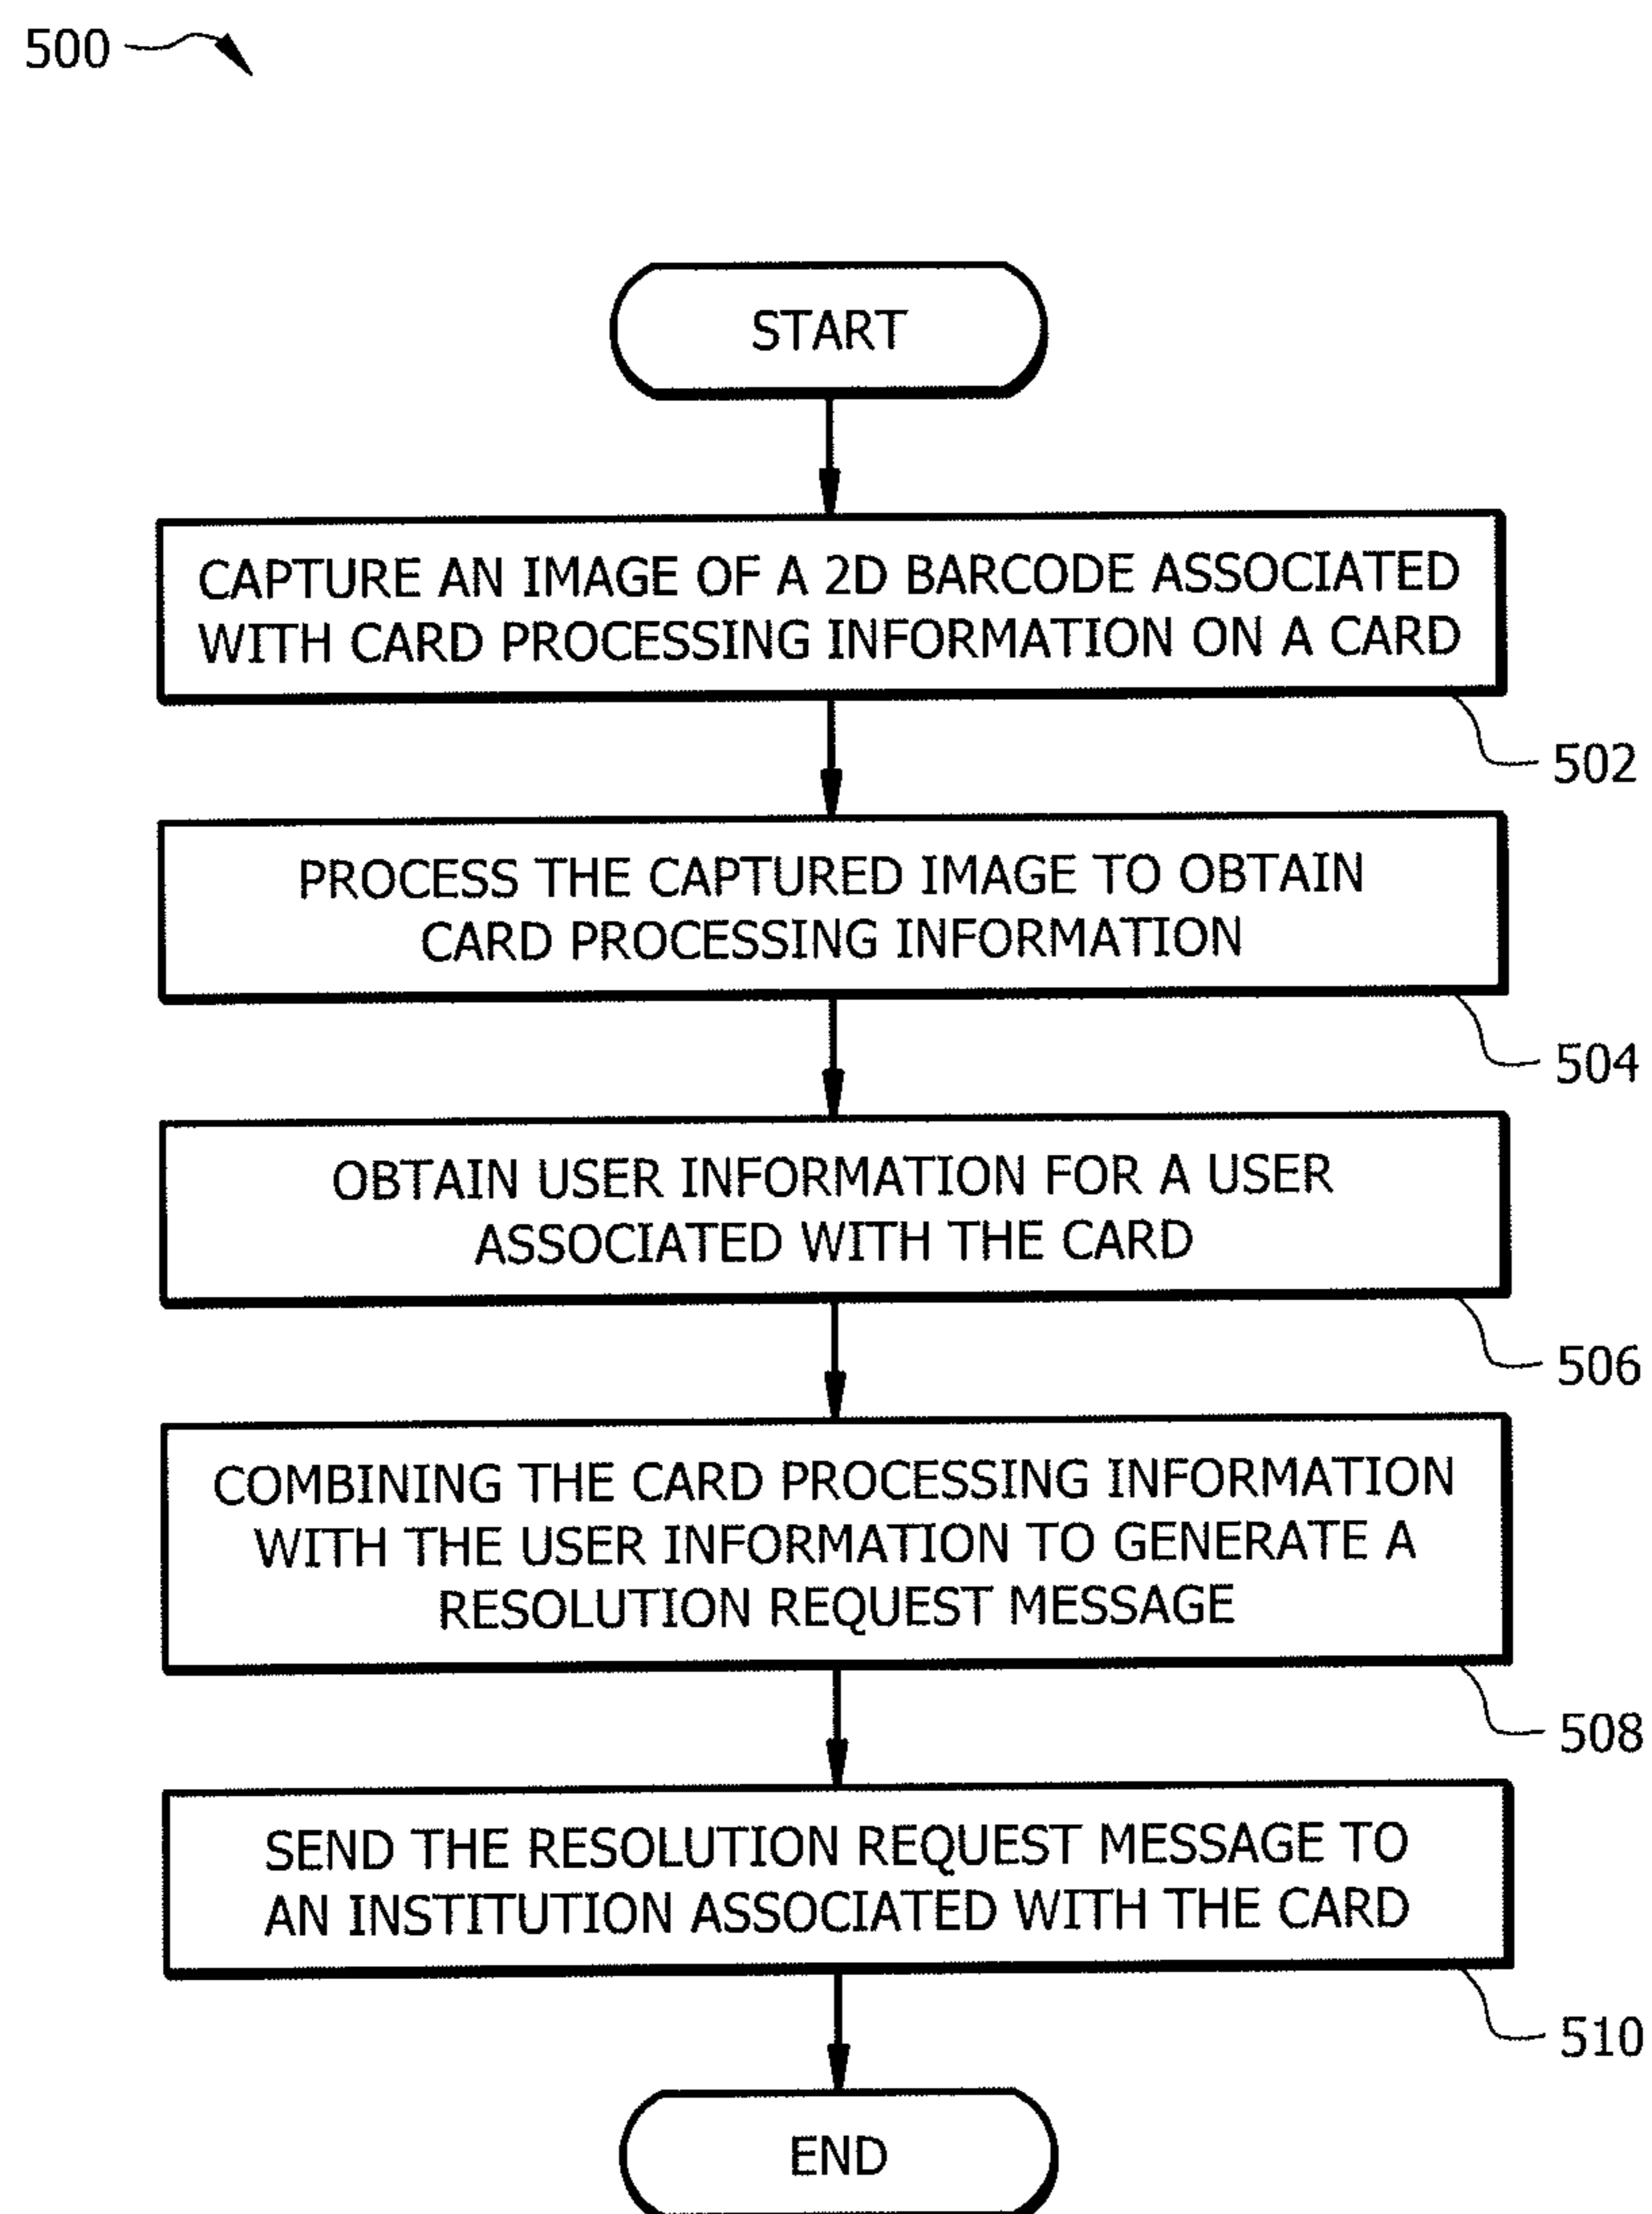 500
START
CAPTURE AN IMAGE OF A 2D BARCODE ASSOCIATED
WITH CARD PROCESSING INFORMATION ON A CARD
502
PROCESS THE CAPTURED IMAGE TO OBTAIN
CARD PROCESSING INFORMATION
504
OBTAIN USER INFORMATION FOR A USER
ASSOCIATED WITH THE CARD
506
COMBINING THE CARD PROCESSING INFORMATION
WITH THE USER INFORMATION TO GENERATE A
RESOLUTION REQUEST MESSAGE
508
SEND THE RESOLUTION REQUEST MESSAGE TO
AN INSTITUTION ASSOCIATED WITH THE CARD
510
END